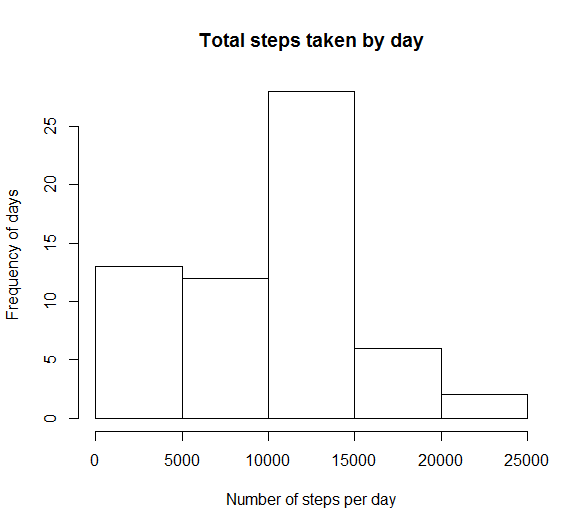 Total steps taken by day
Frequency of days
25
20
15
10
5
0
0 5000 10000 15000 20000 25000
Number of steps per day